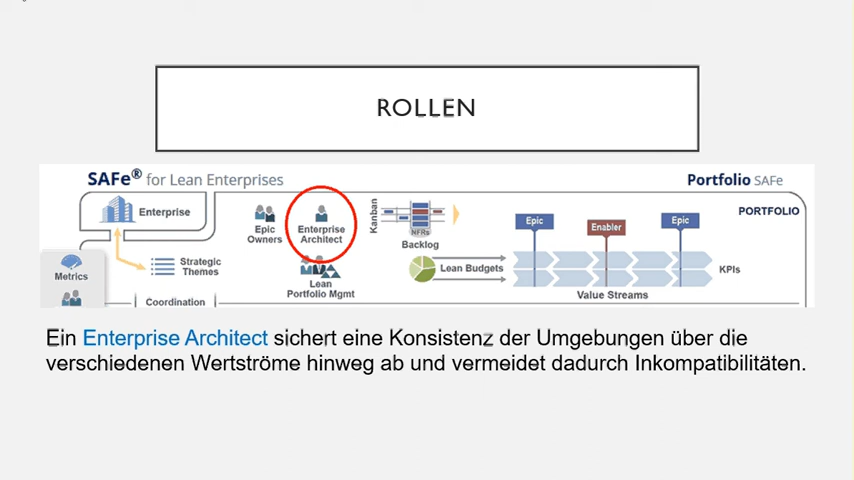 ROLLEN
SAFe® for Lean Enterprises
Portfolio SAFe
Enterprise
Epic
Owners
Enterprise
Architect
Kanban
NFRs
Backlog
Epic
Enabler
Epic
PORTFOLIO
Metrics
Strategic
Themes
Lean
Portfolio Mgmt
Lean Budgets
KPIs
Value Streams
Coordination
Ein Enterprise Architect sichert eine Konsistenz der Umgebungen über die
verschiedenen Wertströme hinweg ab und vermeidet dadurch Inkompatibilitäten.